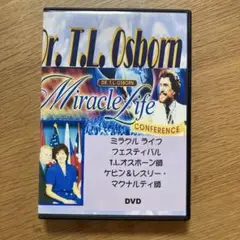 Dr. T.L. Osborn
DR. T.L. OSBORN
Miracle Life
CONFERENCE
ミラクル ライフ
フェスティバル
T.L.オスボーン師
ケビン&レスリー・
マクナルティ師
DVD